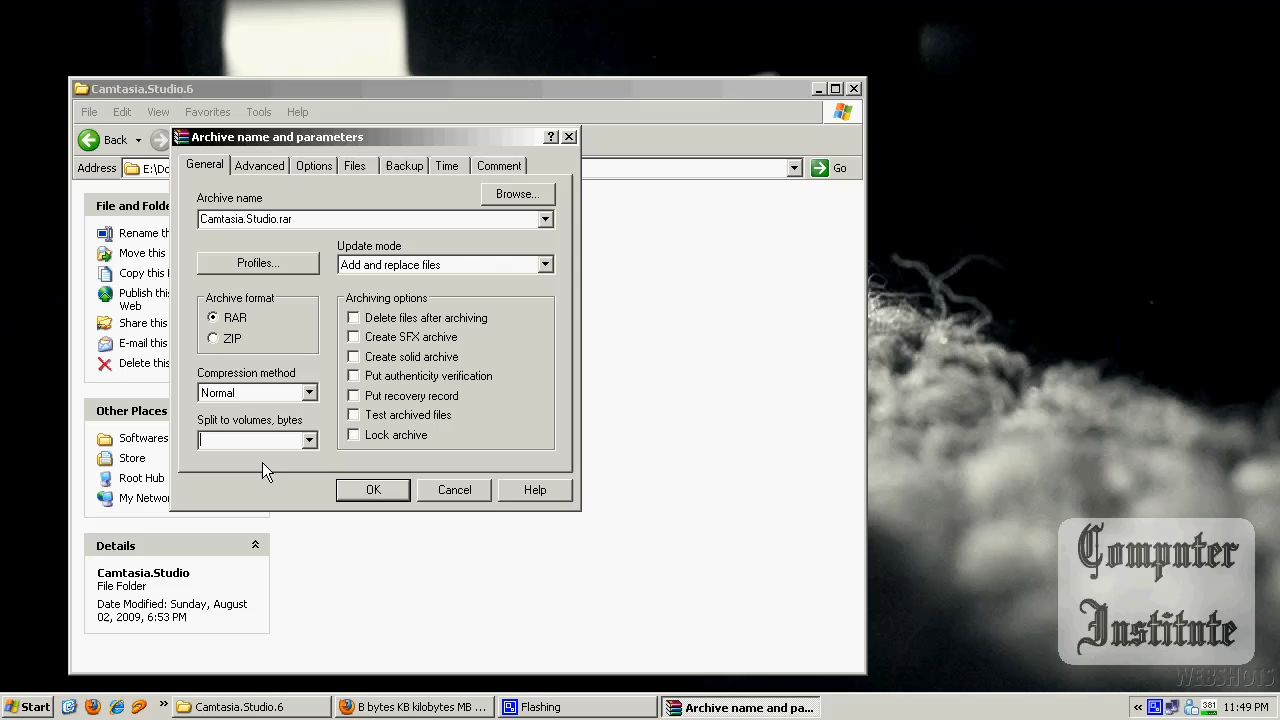 Camtasia.Studio.6
File Edit View Favorites Tools Help
Back
Address E:\Do
Go
Archive name and parameters
General Advanced Options Files Backup Time Comment
Archive name
Browse...
Camtasia.Studio.rar
Profiles...
Update mode
Add and replace files
Archive format
RAR
ZIP
Compression method
Normal
Split to volumes, bytes
Archiving options
Delete files after archiving
Create SFX archive
Create solid archive
Put authenticity verification
Put recovery record
Test archived files
Lock archive
OK Cancel Help
File and Folde
Rename th
Move this
Copy this
Publish this
Web
Share this
E-mail this
Delete this
Other Places
Softwares
Store
Root Hub
My Networ
Details
Camtasia.Studio
File Folder
Date Modified: Sunday, August
02, 2009, 6:53 PM
Computer
Institute
WEBSHOTS
Start
Camtasia.Studio.6
B bytes KB kilobytes MB ...
Flashing
Archive name and pa...
381
11:49 PM